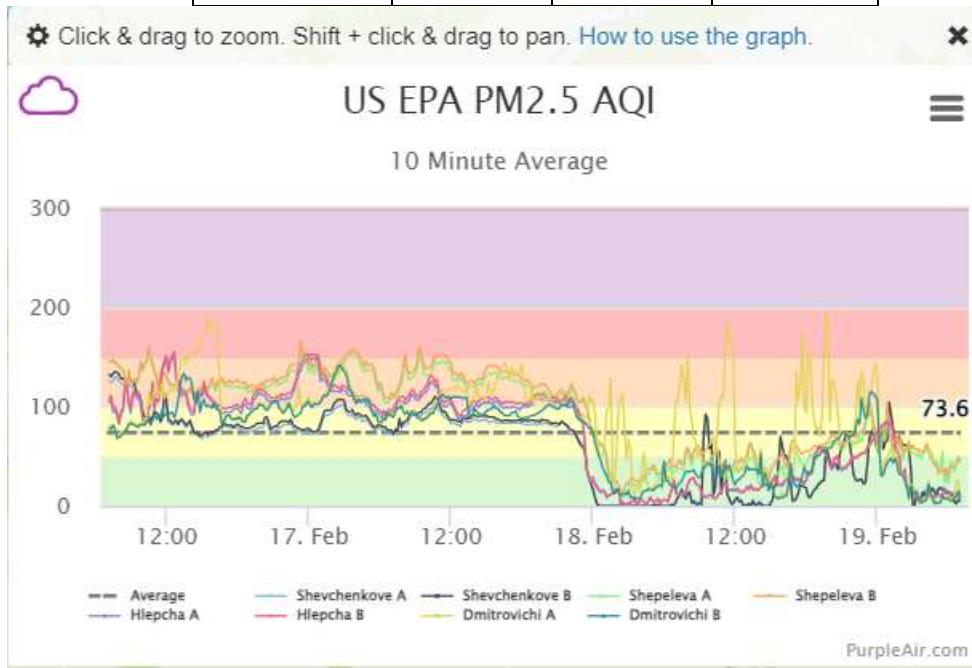 Click & drag to zoom. Shift + click & drag to pan. How to use the graph.
US EPA PM2.5 AQI
10 Minute Average
300
200
100
73.6
0
12:00 17. Feb 12:00 18. Feb 12:00 19. Feb
Average Shevchenkove A Shevchenkove B Shepeleva A Shepeleva B
Hlepcha A Hlepcha B Dmitrovichi A Dmitrovichi B
PurpleAir.com